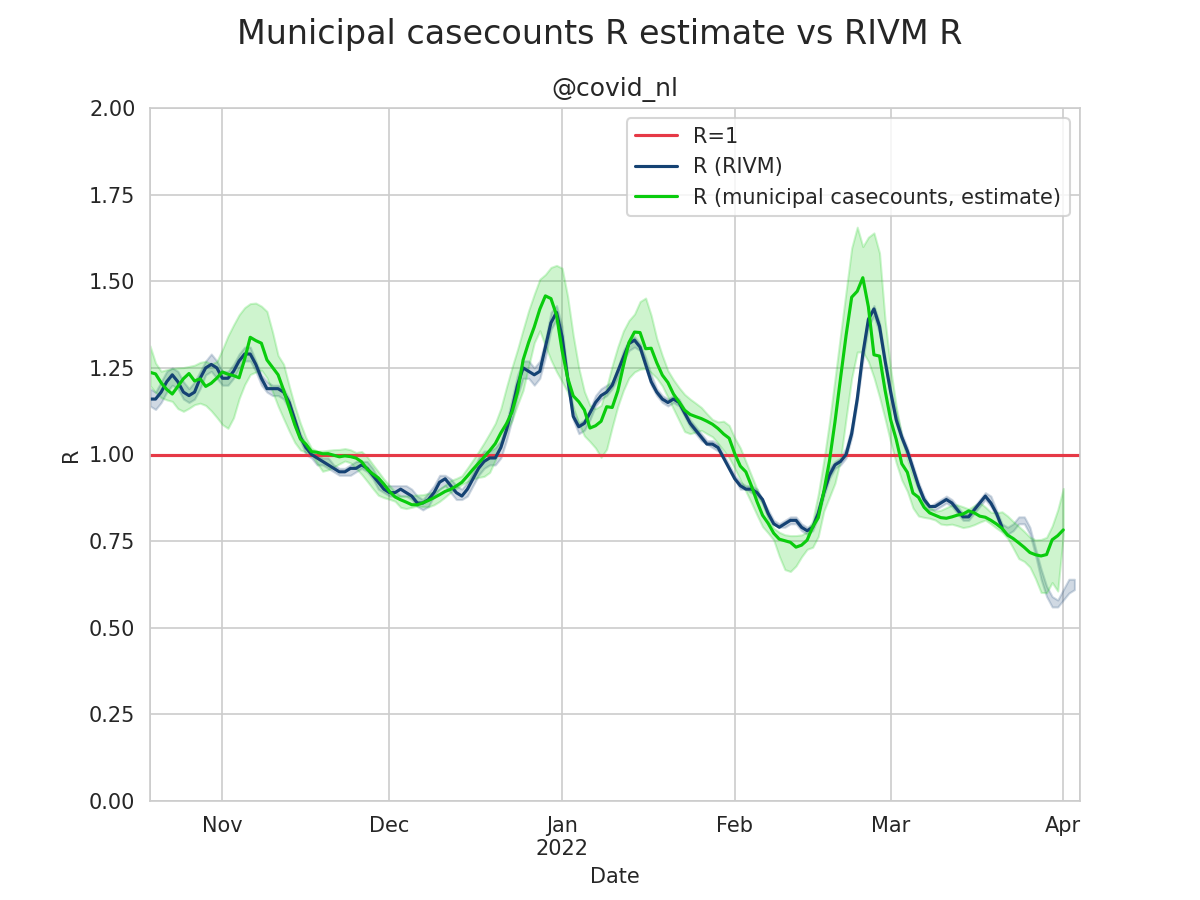 Municipal casecounts R estimate vs RIVM R
@covid_nl
2.00
1.75
1.50
1.25
1.00
0.75
0.50
0.25
0.00
R
R=1
R (RIVM)
R (municipal casecounts, estimate)
Nov Dec Jan Feb Mar Apr
2022
Date